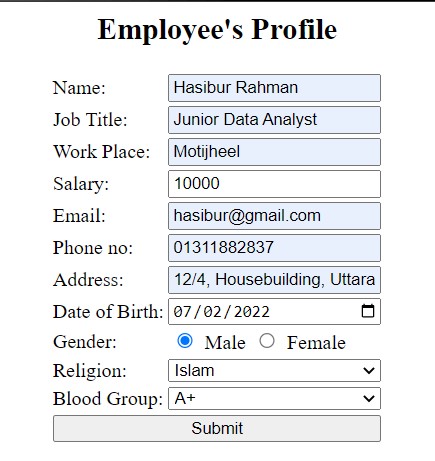 Employee's Profile
Name: Hasibur Rahman
Job Title: Junior Data Analyst
Work Place: Motijheel
Salary: 10000
Email: hasibur@gmail.com
Phone no: 01311882837
Address: 12/4, Housebuilding, Uttara
Date of Birth: 07/02/2022
Gender: Male Female
Religion: Islam
Blood Group: A+
Submit